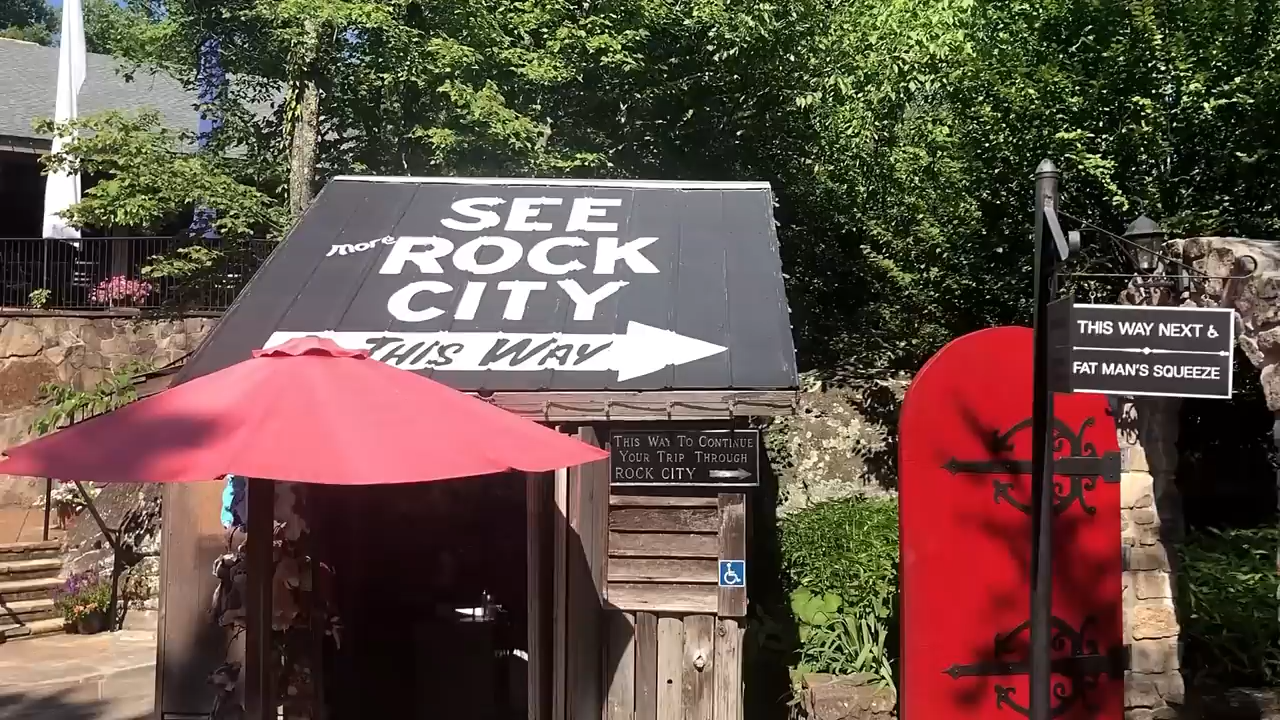 SEE
more ROCK
CITY
THIS WAY
THIS WAY TO CONTINUE
YOUR TRIP THROUGH
ROCK CITY
THIS WAY NEXT &
FAT MAN'S SQUEEZE